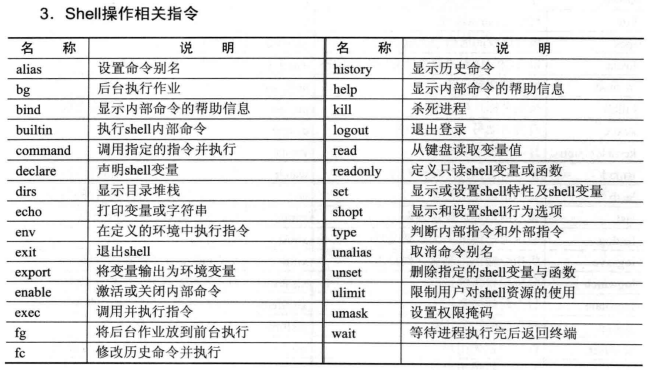 3．Shell操作相关指令
名 称 说 明 名 称 说 明
alias 设置命令别名 history 显示历史命令
bg 后台执行作业 help 显示内部命令的帮助信息
bind 显示内部命令的帮助信息 kill 杀死进程
builtin 执行shell内部命令 logout 退出登录
command 调用指定的指令并执行 read 从键盘读取变量值
declare 声明shell变量 readonly 定义只读shell变量或函数
dirs 显示目录堆栈 set 显示或设置shell特性及shell变量
echo 打印变量或字符串 shopt 显示和设置shell行为选项
env 在定义的环境中执行指令 type 判断内部指令和外部指令
exit 退出shell unalias 取消命令别名
export 将变量输出为环境变量 unset 删除指定的shell变量与函数
enable 激活或关闭内部命令 ulimit 限制用户对shell资源的使用
exec 调用并执行指令 umask 设置权限掩码
fg 将后台作业放到前台执行 wait 等待进程执行完后返回终端
fc 修改历史命令并执行